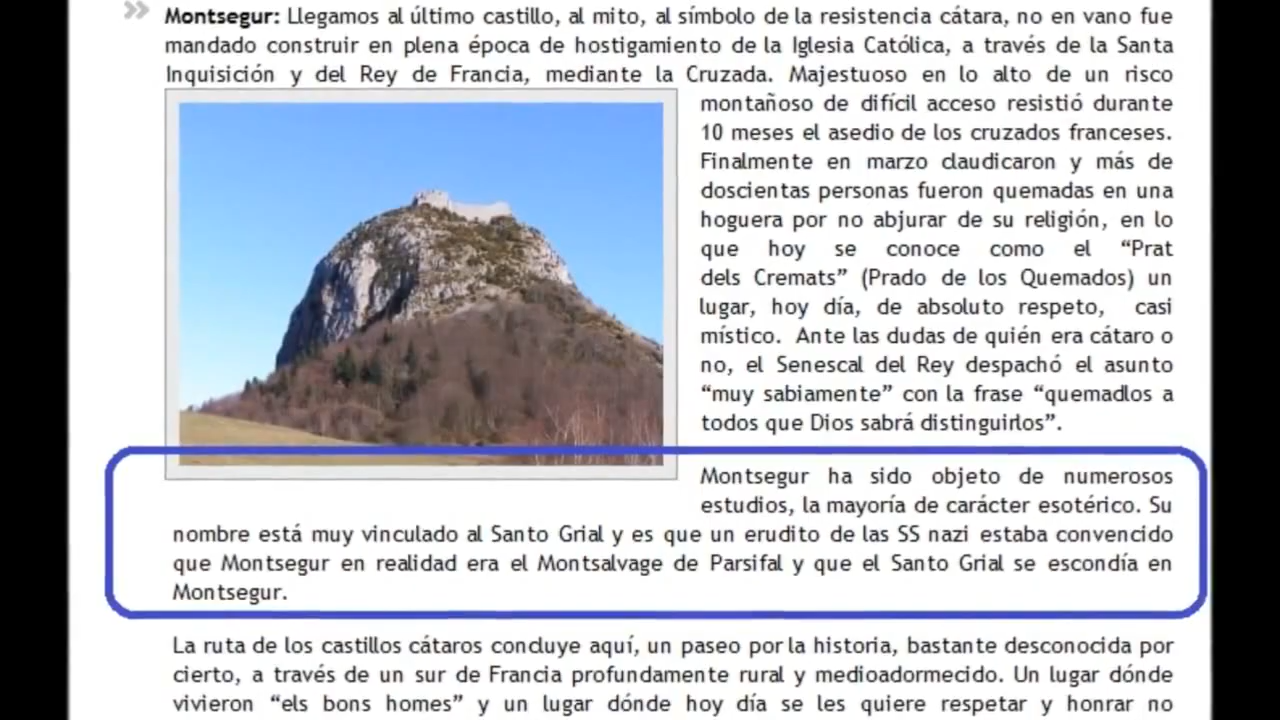 Montsegur: Llegamos al último castillo, al mito, al símbolo de la resistencia cátara, no en vano fue
mandado construir en plena época de hostigamiento de la Iglesia Católica, a través de la Santa
Inquisición y del Rey de Francia, mediante la Cruzada. Majestuoso en lo alto de un risco
montañoso de difícil acceso resistió durante
10 meses el asedio de los cruzados franceses.
Finalmente en marzo claudicaron y más de
doscientas personas fueron quemadas en una
hoguera por no abjurar de su religión, en lo
que hoy se conoce como el “Prat
dels Cremats” (Prado de los Quemados) un
lugar, hoy día, de absoluto respeto, casi
místico. Ante las dudas de quién era cátaro o
no, el Senescal del Rey despachó el asunto
“muy sabiamente” con la frase “quemadlos a
todos que Dios sabrá distinguirlos”.
Montsegur ha sido objeto de numerosos
estudios, la mayoría de carácter esotérico. Su
nombre está muy vinculado al Santo Grial y es que un erudito de las SS nazi estaba convencido
que Montsegur en realidad era el Montsalvage de Parsifal y que el Santo Grial se escondía en
Montsegur.
La ruta de los castillos cátaros concluye aquí, un paseo por la historia, bastante desconocida por
cierto, a través de un sur de Francia profundamente rural y medioadormecido. Un lugar dónde
vivieron “els bons homes” y un lugar dónde hoy día se les quiere respetar y honrar no